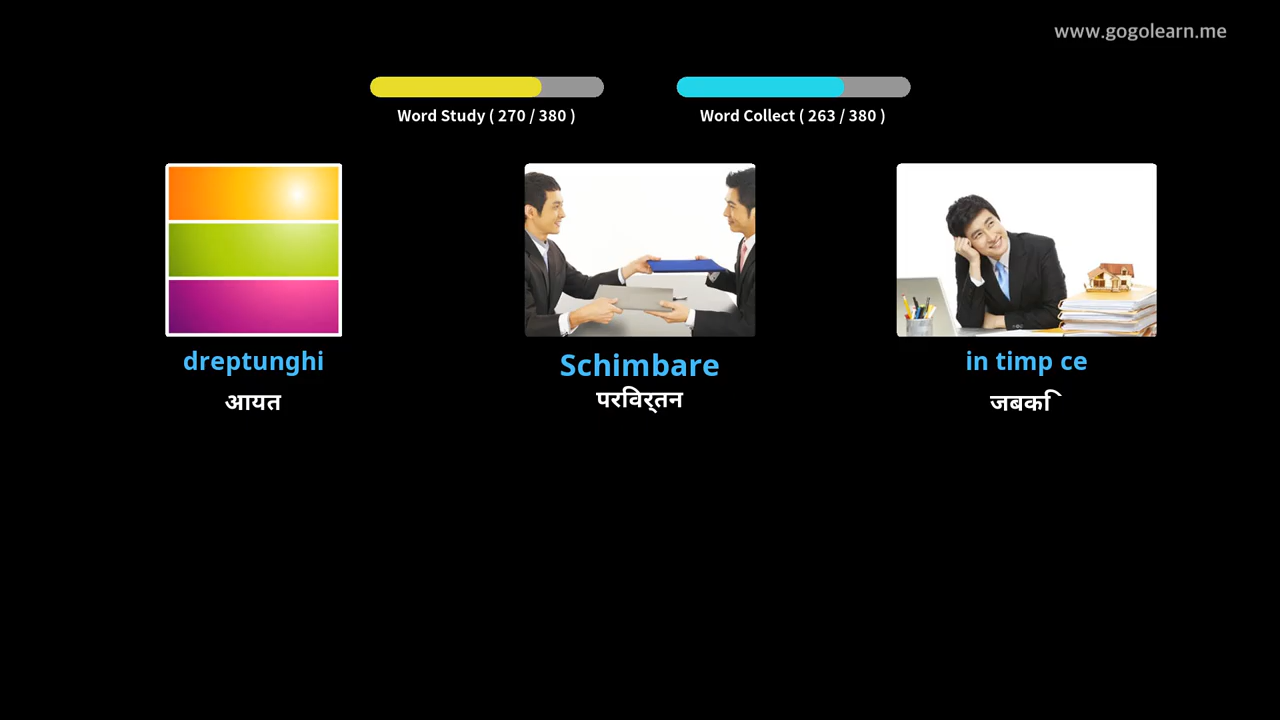 www.gogolearn.me
Word Study ( 270 / 380 )
Word Collect ( 263 / 380 )
dreptunghi
Schimbare
in timp ce
आयत
परिवर्तन
जबकि